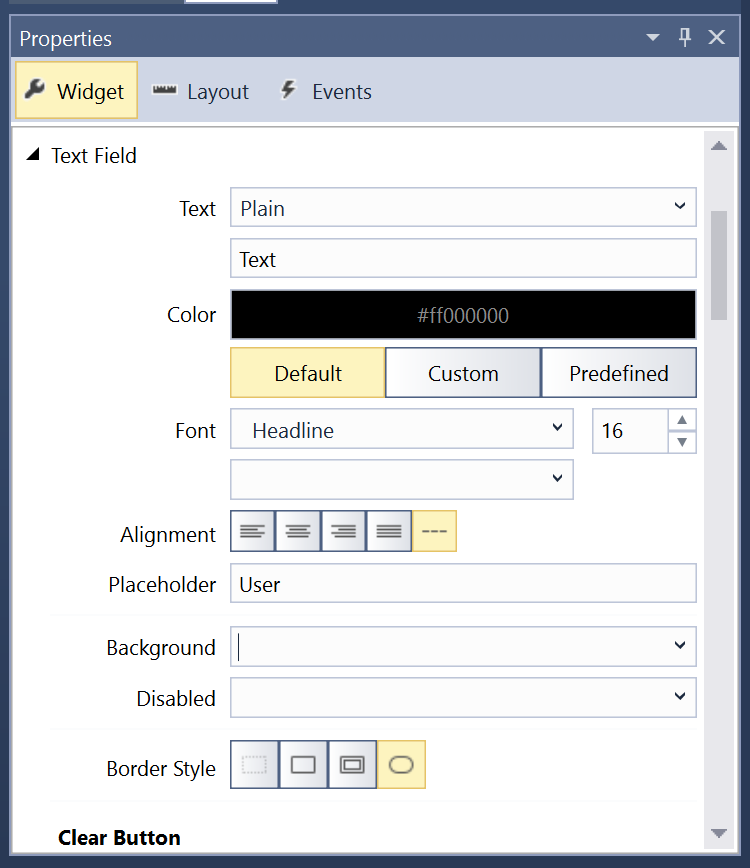 Properties
Widget Layout Events
Text Field
Text Plain
Text
Color #ff000000
Default Custom Predefined
Font Headline 16
Alignment
Placeholder User
Background
Disabled
Border Style
Clear Button